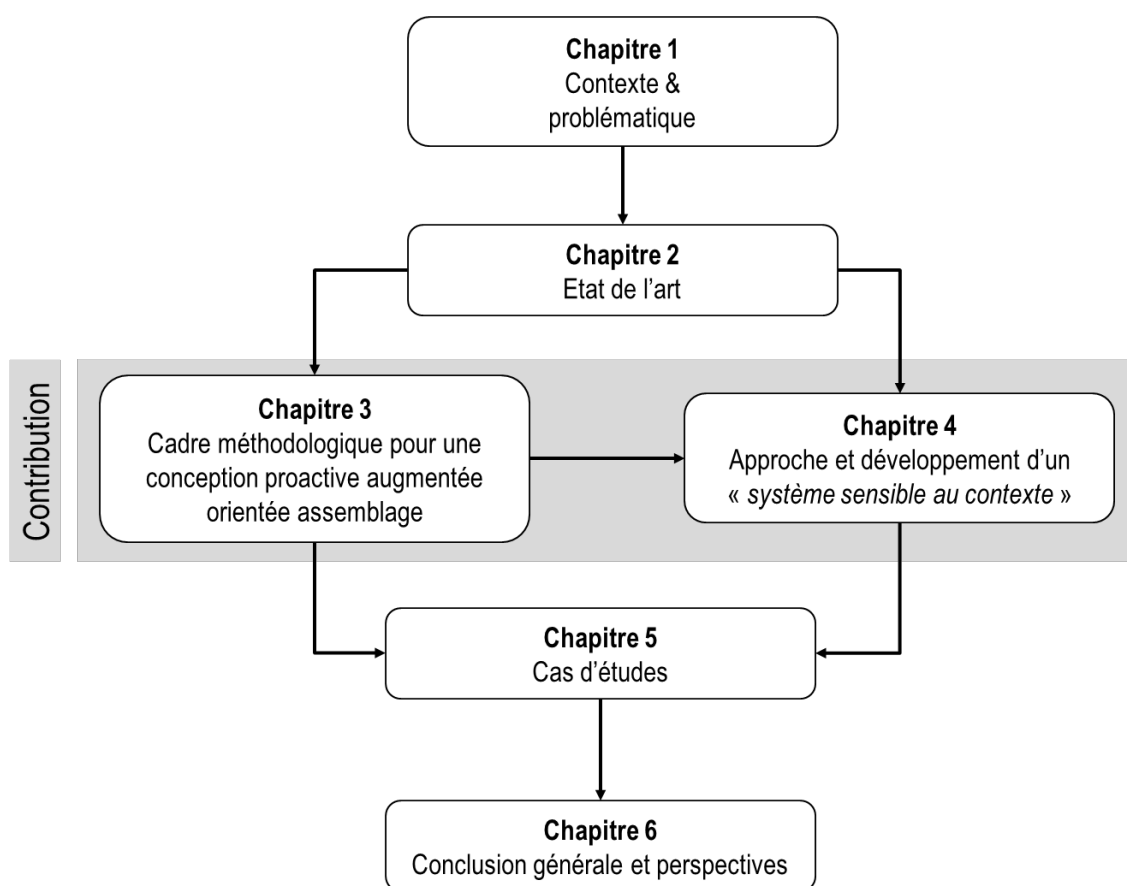 Chapitre 1
Contexte &
problématique
Chapitre 2
Etat de l’art
Contribution
Chapitre 3
Cadre méthodologique pour une
conception proactive augmentée
orientée assemblage
Chapitre 4
Approche et développement d’un
« système sensible au contexte »
Chapitre 5
Cas d’études
Chapitre 6
Conclusion générale et perspectives